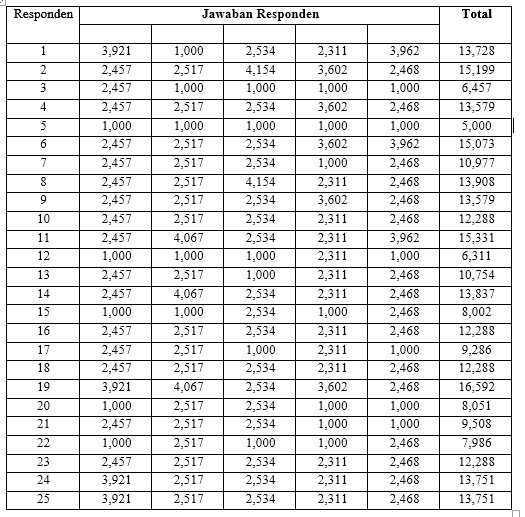 Responden Jawaban Responden Total
1 3,921 1,000 2,534 2,311 3,962 13,728
2 2,457 2,517 4,154 3,602 2,468 15,199
3 2,457 1,000 1,000 1,000 1,000 6,457
4 2,457 2,517 2,534 3,602 2,468 13,579
5 1,000 1,000 1,000 1,000 1,000 5,000
6 2,457 2,517 2,534 3,602 3,962 15,073
7 2,457 2,517 2,534 1,000 2,468 10,977
8 2,457 2,517 4,154 2,311 2,468 13,908
9 2,457 2,517 2,534 3,602 2,468 13,579
10 2,457 2,517 2,534 2,311 2,468 12,288
11 2,457 4,067 2,534 2,311 3,962 15,331
12 1,000 1,000 1,000 2,311 1,000 6,311
13 2,457 2,517 1,000 2,311 2,468 10,754
14 2,457 4,067 2,534 2,311 2,468 13,837
15 1,000 1,000 2,534 1,000 2,468 8,002
16 2,457 2,517 2,534 2,311 2,468 12,288
17 2,457 2,517 1,000 2,311 1,000 9,286
18 2,457 2,517 2,534 2,311 2,468 12,288
19 3,921 4,067 2,534 3,602 2,468 16,592
20 1,000 2,517 2,534 1,000 1,000 8,051
21 2,457 2,517 2,534 1,000 1,000 9,508
22 1,000 2,517 1,000 1,000 2,468 7,986
23 2,457 2,517 2,534 2,311 2,468 12,288
24 3,921 2,517 2,534 2,311 2,468 13,751
25 3,921 2,517 2,534 2,311 2,468 13,751